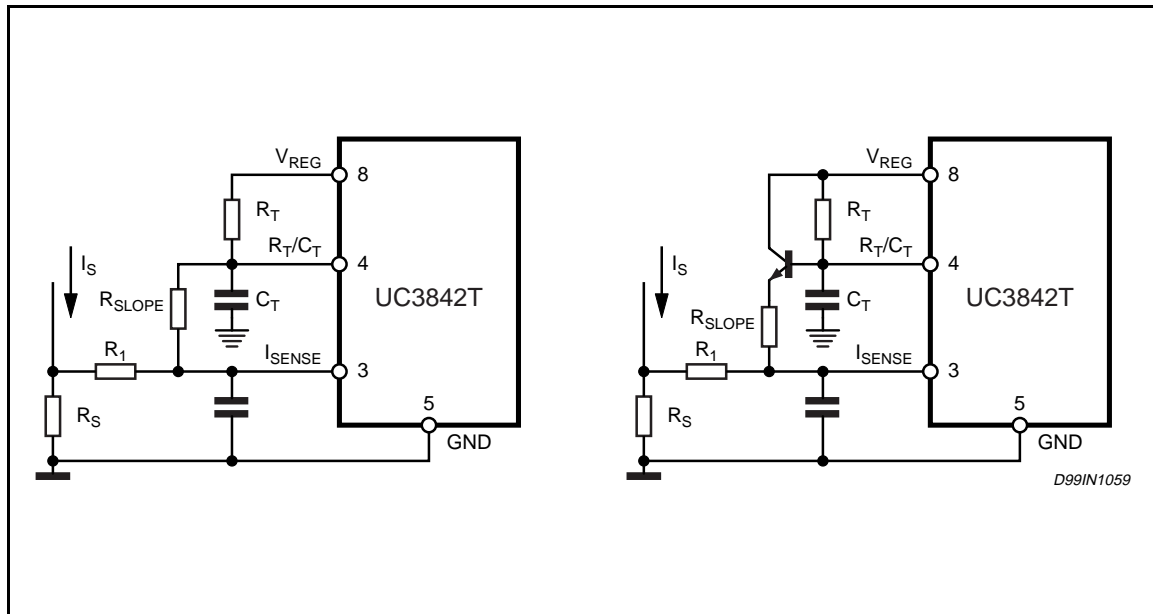 V_REG
8
R_T
R_T/C_T
4
I_S
C_T
UC3842T
R_SLOPE
R_1
I_SENSE
3
R_S
5
GND
V_REG
8
R_T
R_T/C_T
4
I_S
C_T
UC3842T
R_SLOPE
R_1
I_SENSE
3
R_S
5
GND
D99IN1059